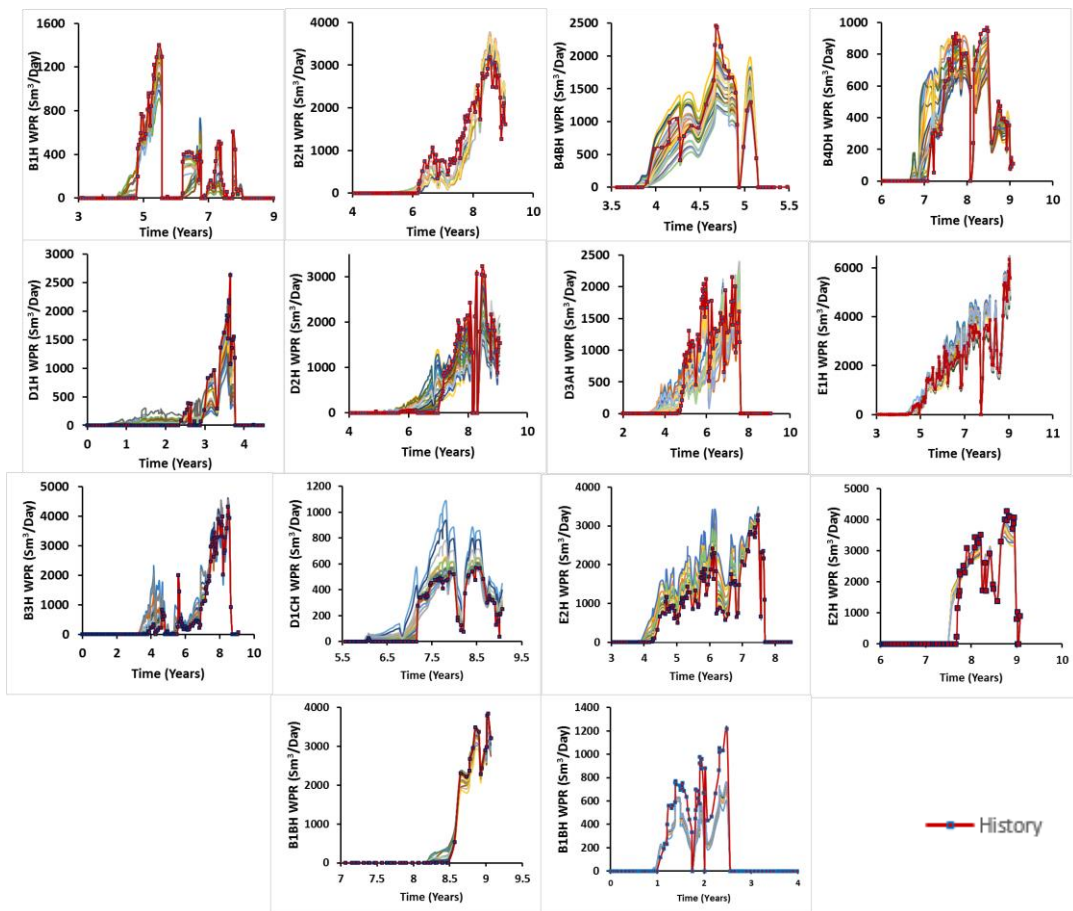 B1H WPR (Sm³/Day)
1600
1200
800
400
0
3 5 7 9
Time (Years)
B2H WPR (Sm³/Day)
4000
3000
2000
1000
0
4 6 8 10
Time (Years)
B4BH WPR (Sm³/Day)
2500
2000
1500
1000
500
0
3.5 4 4.5 5 5.5
Time (Years)
B4DH WPR (Sm³/Day)
1000
800
600
400
200
0
6 7 8 9 10
Time (Years)
D1H WPR (Sm³/Day)
3000
2500
2000
1500
1000
500
0
0 1 2 3 4
Time (Years)
D2H WPR (Sm³/Day)
3000
2000
1000
0
4 6 8 10
Time (Years)
D3AH WPR (Sm³/Day)
2500
2000
1500
1000
500
0
2 4 6 8 10
Time (Years)
E1H WPR (Sm³/Day)
6000
4000
2000
0
3 5 7 9 11
Time (Years)
B3H WPR (Sm³/Day)
5000
4000
3000
2000
1000
0
0 2 4 6 8 10
Time (Years)
D1CH WPR (Sm³/Day)
1200
1000
800
600
400
200
0
5.5 6.5 7.5 8.5 9.5
Time (Years)
E2H WPR (Sm³/Day)
4000
3000
2000
1000
0
3 4 5 6 7 8
Time (Years)
E2H WPR (Sm³/Day)
5000
4000
3000
2000
1000
0
6 7 8 9 10
Time (Years)
B1BH WPR (Sm³/Day)
4000
3000
2000
1000
0
7 7.5 8 8.5 9 9.5
Time (Years)
B1BH WPR (Sm³/Day)
1400
1200
1000
800
600
400
200
0
0 1 2 3 4
Time (Years)
History